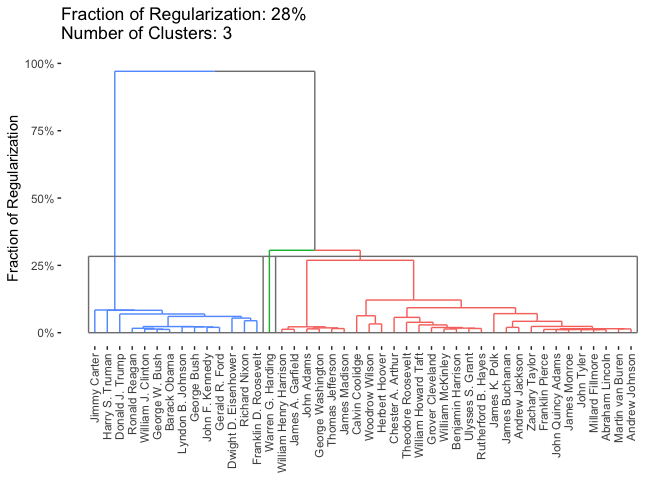 Fraction of Regularization: 28%
Number of Clusters: 3
100%
75%
50%
25%
0%
Fraction of Regularization
Jimmy Carter
Harry S. Truman
Donald J. Trump
Ronald Reagan
William J. Clinton
George W. Bush
Barack Obama
Lyndon B. Johnson
George Bush
John F. Kennedy
Gerald R. Ford
Dwight D. Eisenhower
Richard Nixon
Franklin D. Roosevelt
Warren G. Harding
William Henry Harrison
James A. Garfield
John Adams
George Washington
Thomas Jefferson
James Madison
Calvin Coolidge
Woodrow Wilson
Herbert Hoover
Chester A. Arthur
Theodore Roosevelt
William Howard Taft
Grover Cleveland
William McKinley
Benjamin Harrison
Ulysses S. Grant
Rutherford B. Hayes
James K. Polk
James Buchanan
Andrew Jackson
Zachary Taylor
Franklin Pierce
John Quincy Adams
James Monroe
John Tyler
Millard Fillmore
Abraham Lincoln
Martin van Buren
Andrew Johnson